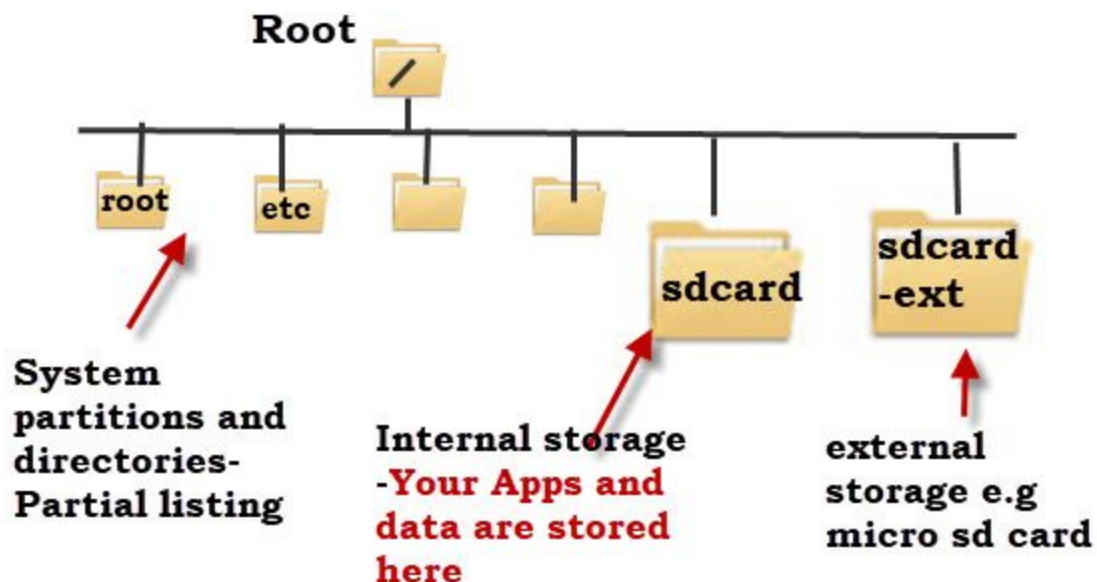 Root
/
root
etc
sdcard
sdcard
-ext
System
partitions and
directories-
Partial listing
Internal storage
-Your Apps and
data are stored
here
external
storage e.g
micro sd card